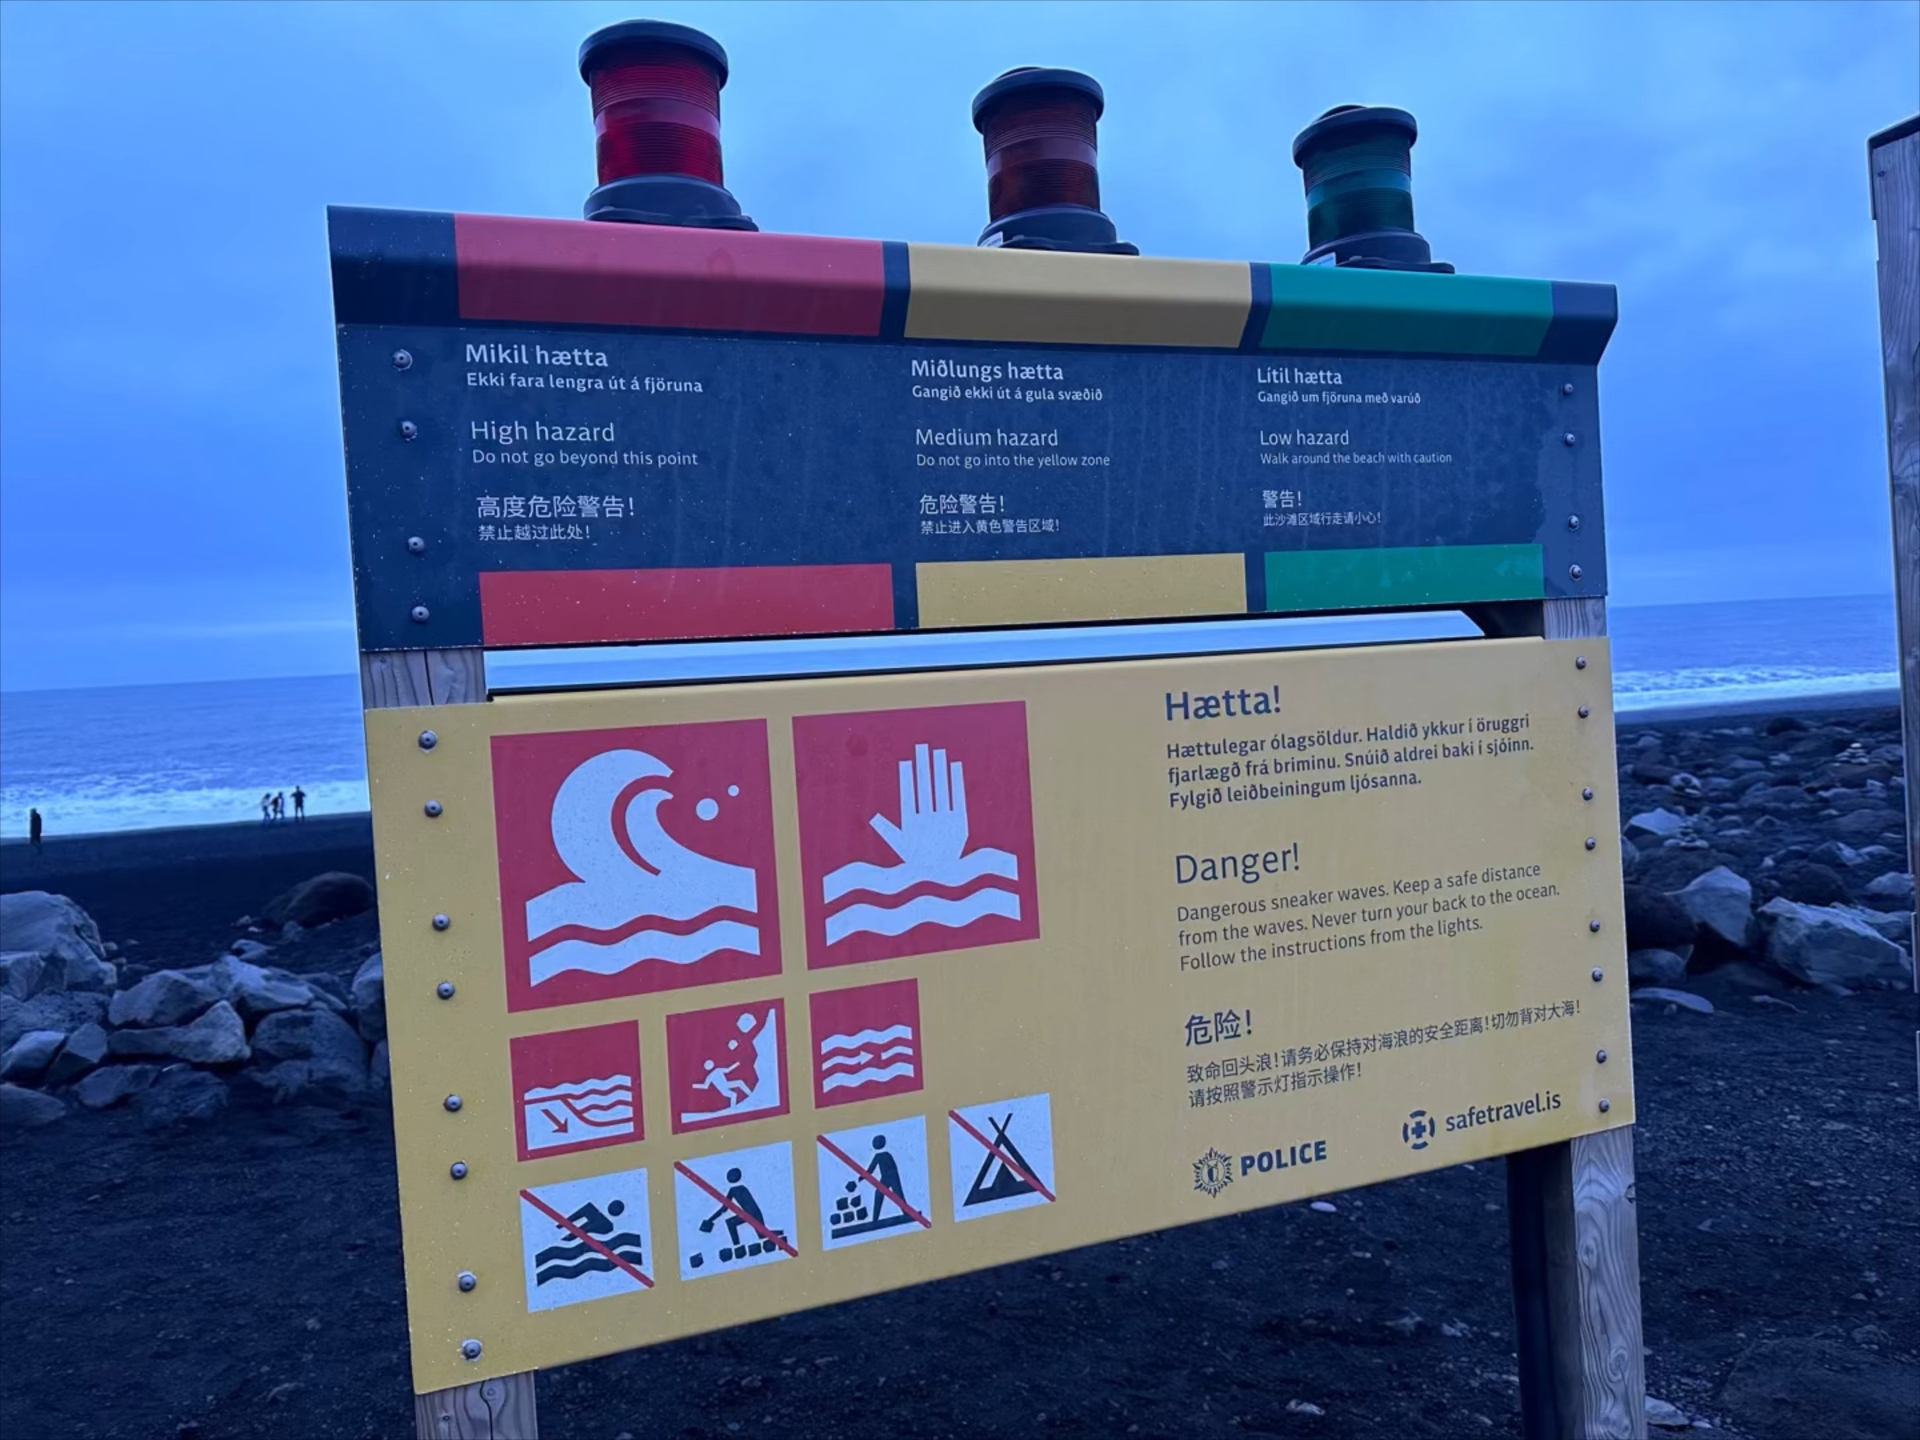 Mikil hætta
Ekki fara lengra út á fjöruna
High hazard
Do not go beyond this point
高度危险警告!
禁止越过此处!
Miðlungs hætta
Gangið ekki út á gula svæðið
Medium hazard
Do not go into the yellow zone
危险警告!
禁止进入黄色警告区域!
Lítil hætta
Gangið um fjöruna með varúð
Low hazard
Walk around the beach with caution
警告!
此沙滩区域行走请小心!
Hætta!
Hættulegar ólagsöldur. Haldið ykkur í öruggri
fjarlægð frá briminu. Snúið aldrei baki í sjóinn.
Fylgið leiðbeiningum ljósanna.
Danger!
Dangerous sneaker waves. Keep a safe distance
from the waves. Never turn your back to the ocean.
Follow the instructions from the lights.
危险!
致命回头浪!请务必保持对海浪的安全距离!切勿背对大海!
请按照警示灯指示操作!
POLICE
safetravel.is